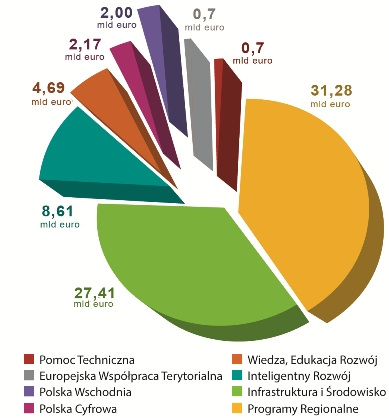 2,00
mld euro
0,7
mld euro
2,17
mld euro
0,7
mld euro
4,69
mld euro
31,28
mld euro
8,61
mld euro
27,41
mld euro
Pomoc Techniczna
Europejska Współpraca Terytorialna
Polska Wschodnia
Polska Cyfrowa
Wiedza, Edukacja Rozwój
Inteligentny Rozwój
Infrastruktura i Środowisko
Programy Regionalne